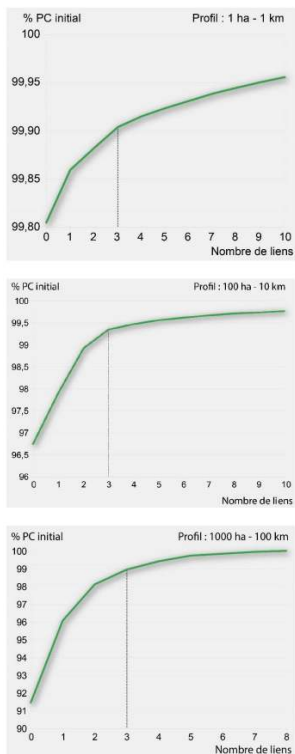 % PC initial Profil : 1 ha - 1 km
100
99,95
99,90
99,85
99,80
0 1 2 3 4 5 6 7 8 9 10
Nombre de liens
% PC initial Profil : 100 ha - 10 km
100
99,5
99
98,5
98
97,5
97
96,5
96
0 1 2 3 4 5 6 7 8 9 10
Nombre de liens
% PC initial Profil : 1000 ha - 100 km
100
99
98
97
96
95
94
93
92
91
90
0 1 2 3 4 5 6 7 8
Nombre de liens